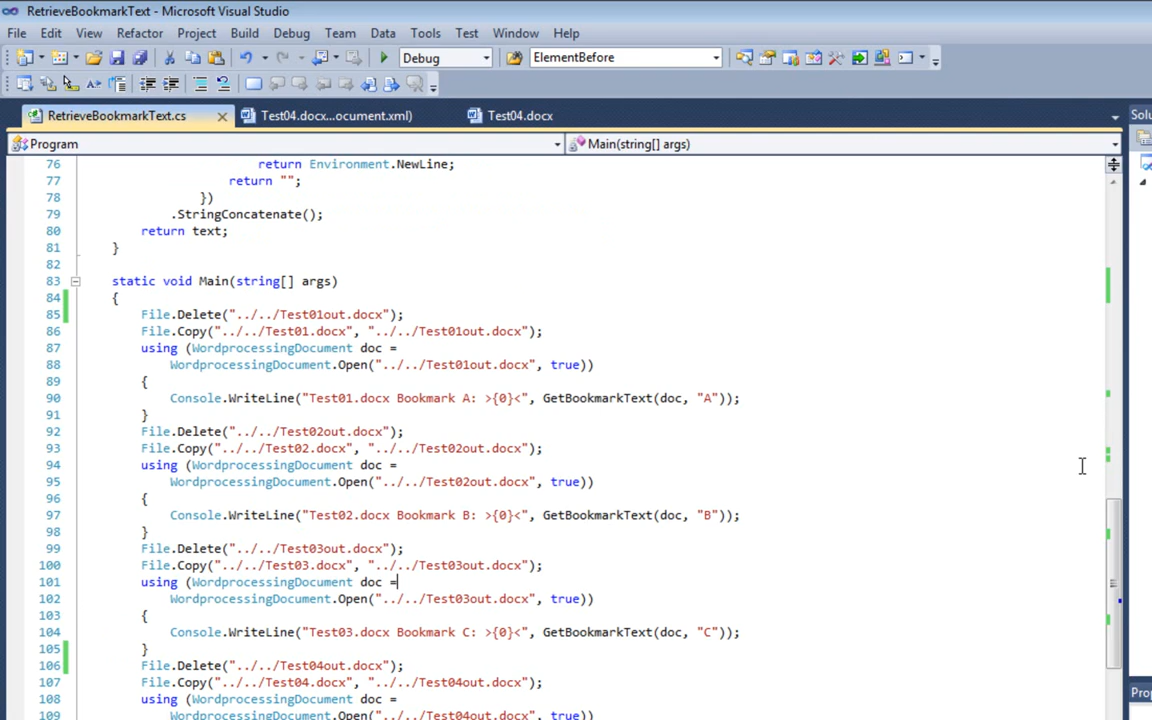 RetrieveBookmarkText - Microsoft Visual Studio
File Edit View Refactor Project Build Debug Team Data Tools Test Window Help
Debug ElementBefore
RetrieveBookmarkText.cs Test04.docx...ocument.xml) Test04.docx Solu
Program Main(string[] args)
76 return Environment.NewLine;
77 return "";
78 })
79 .StringConcatenate();
80 return text;
81 }
82
83 static void Main(string[] args)
84 {
85 File.Delete("../../Test01out.docx");
86 File.Copy("../../Test01.docx", "../../Test01out.docx");
87 using (WordprocessingDocument doc =
88 WordprocessingDocument.Open("../../Test01out.docx", true))
89 {
90 Console.WriteLine("Test01.docx Bookmark A: >{0}<", GetBookmarkText(doc, "A"));
91 }
92 File.Delete("../../Test02out.docx");
93 File.Copy("../../Test02.docx", "../../Test02out.docx");
94 using (WordprocessingDocument doc =
95 WordprocessingDocument.Open("../../Test02out.docx", true))
96 {
97 Console.WriteLine("Test02.docx Bookmark B: >{0}<", GetBookmarkText(doc, "B"));
98 }
99 File.Delete("../../Test03out.docx");
100 File.Copy("../../Test03.docx", "../../Test03out.docx");
101 using (WordprocessingDocument doc =
102 WordprocessingDocument.Open("../../Test03out.docx", true))
103 {
104 Console.WriteLine("Test03.docx Bookmark C: >{0}<", GetBookmarkText(doc, "C"));
105 }
106 File.Delete("../../Test04out.docx");
Prop
107 File.Copy("../../Test04.docx", "../../Test04out.docx");
108 using (WordprocessingDocument doc =
109 WordprocessingDocument.Open("../../Test04out.docx", true))